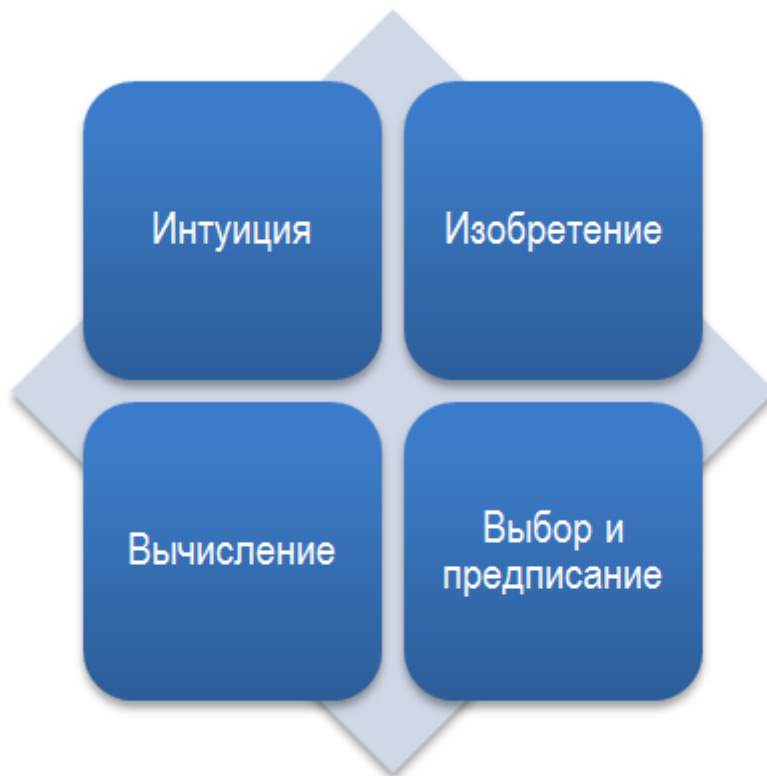 Интуиция
Изобретение
Вычисление
Выбор и
предписание